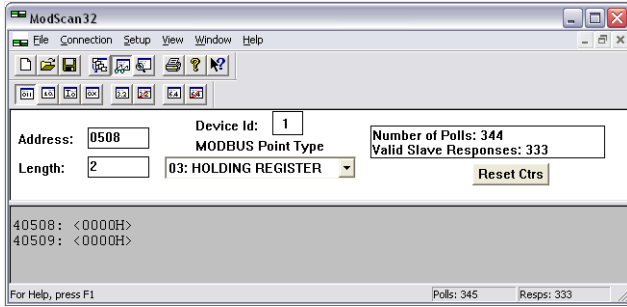 ModScan32
File Connection Setup View Window Help
Address: 0508
Device Id: 1
MODBUS Point Type
Length: 2
03: HOLDING REGISTER
Number of Polls: 344
Valid Slave Responses: 333
Reset Ctrs
40508: <0000H>
40509: <0000H>
For Help, press F1
Polls: 345
Resps: 333